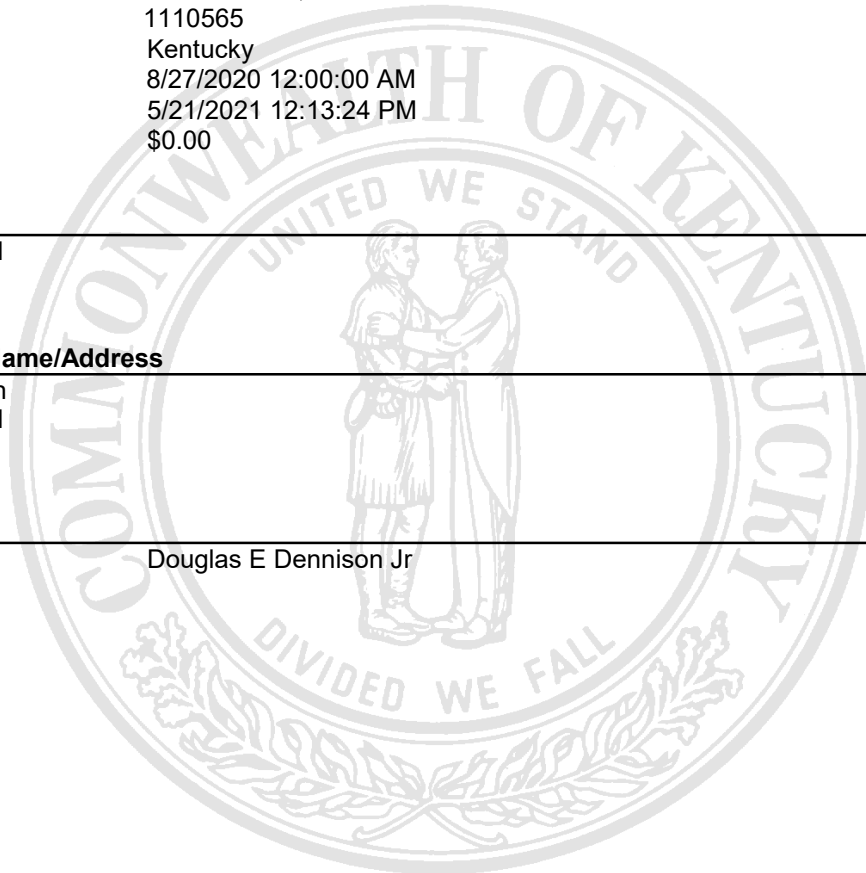 1110565
Kentucky
8/27/2020 12:00:00 AM
5/21/2021 12:13:24 PM
$0.00
COMMONWEALTH OF KENTUCKY
UNITED WE STAND
ame/Address
Douglas E Dennison Jr
DIVIDED WE FALL